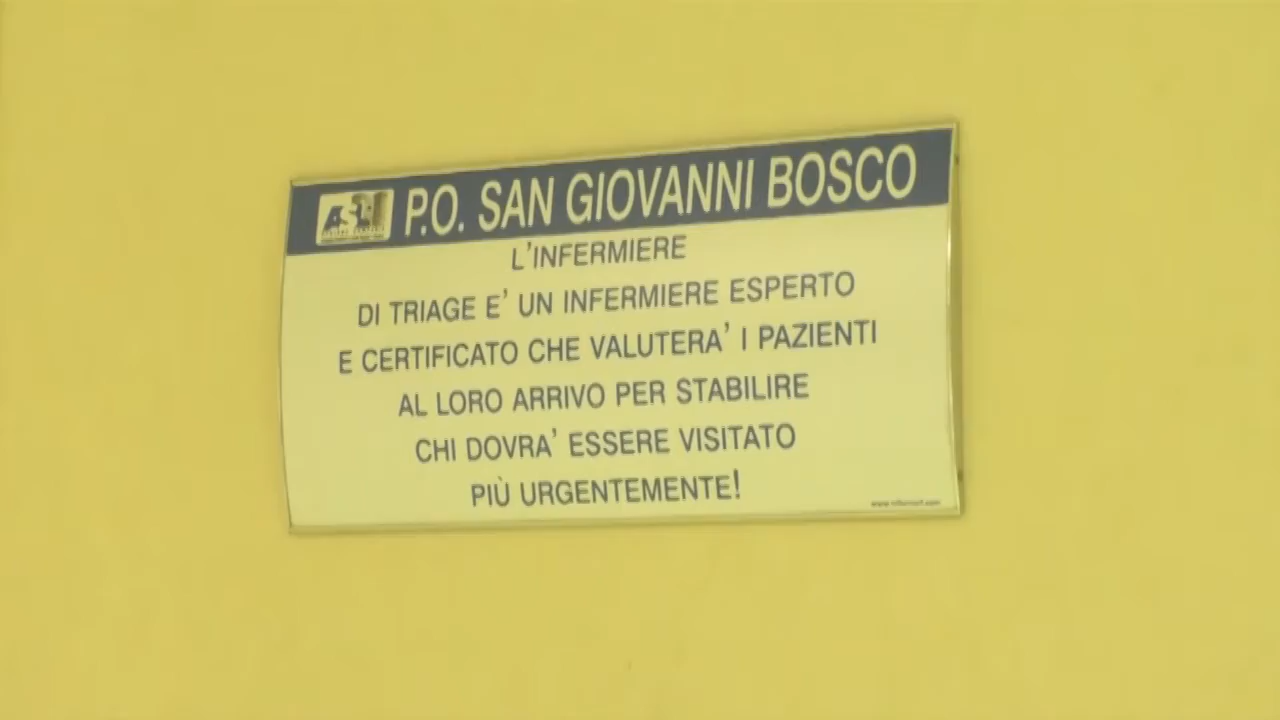 P.O. SAN GIOVANNI BOSCO
L'INFERMIERE
DI TRIAGE E' UN INFERMIERE ESPERTO
E CERTIFICATO CHE VALUTERA' I PAZIENTI
AL LORO ARRIVO PER STABILIRE
CHI DOVRA' ESSERE VISITATO
PIÙ URGENTEMENTE!